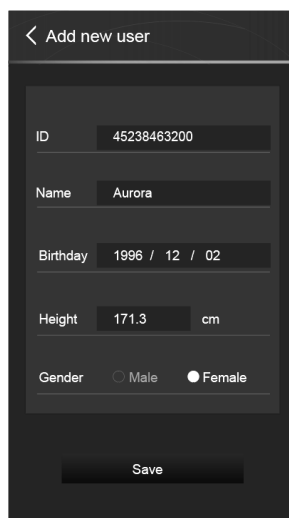 Add new user
ID 45238463200
Name Aurora
Birthday 1996 / 12 / 02
Height 171.3 cm
Gender Male Female
Save